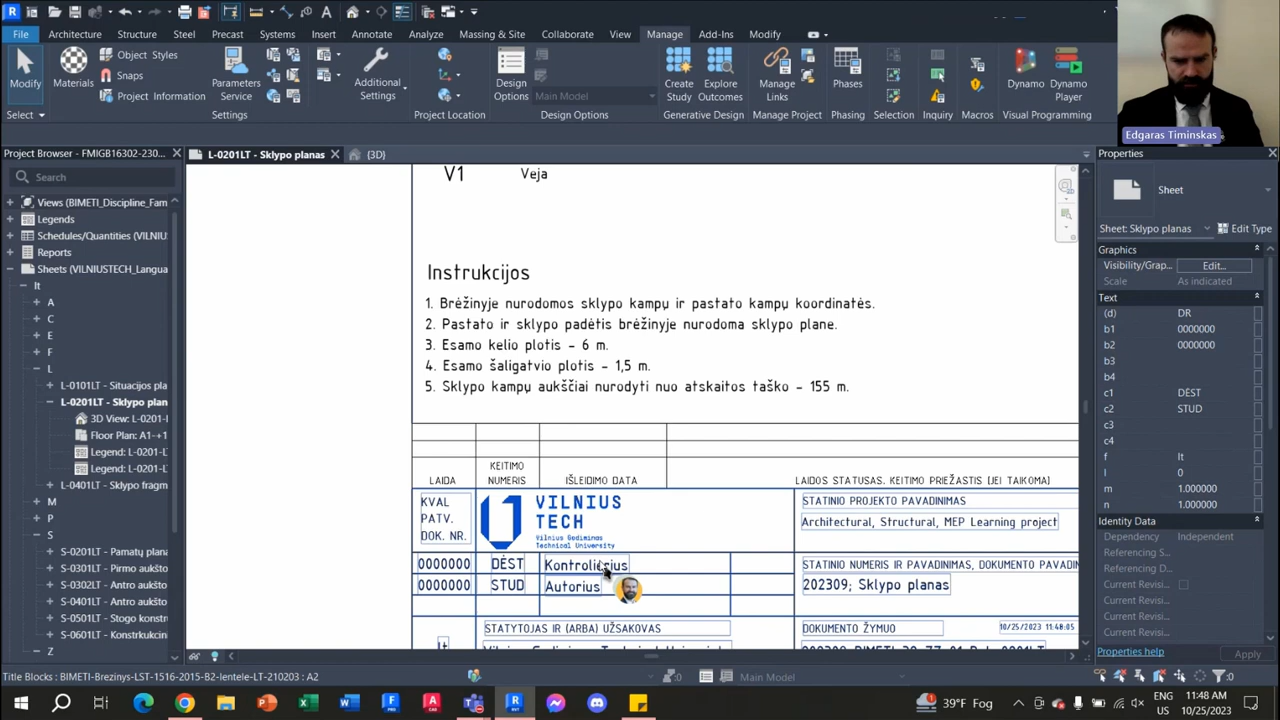 File Architecture Structure Steel Precast Systems Insert Annotate Analyze Massing & Site Collaborate View Manage Add-Ins Modify
Modify
Materials
Object Styles
Snaps
Project Information
Parameters
Service
Additional
Settings
Design
Options
Main Model
Create
Study
Explore
Outcomes
Manage
Links
Phases
Dynamo
Dynamo
Player
Select
Settings
Project Location
Design Options
Generative Design
Manage Project
Phasing
Selection
Inquiry
Macros
Visual Programming
Edgaras Timinskas
Project Browser - FMIGB16302-230...
Search
Views (BIMETI_Discipline_Fam
Legends
Schedules/Quantities (VILNIU
Reports
Sheets (VILNIUSTECH_Langua
lt
A
C
E
F
L
L-0101LT - Situacijos pla
L-0201LT - Sklypo plan
3D View: L-0201-l
Floor Plan: A1-+1
Legend: L-0201-l
Legend: L-0201-l
L-0401LT - Sklypo fragm
M
P
S
S-0201LT - Pamatų plana
S-0301LT - Pirmo aukšto
S-0302LT - Antro aukšto
S-0401LT - Antro aukšto
S-0501LT - Stogo konstru
S-0601LT - Konstrukcini
Z
L-0201LT - Sklypo planas
{3D}
V1 Veja
Instrukcijos
1. Brėžinyje nurodomos sklypo kampų ir pastato kampų koordinatės.
2. Pastato ir sklypo padėtis brėžinyje nurodoma sklypo plane.
3. Esamo kelio plotis - 6 m.
4. Esamo šaligatvio plotis - 1,5 m.
5. Sklypo kampų aukščiai nurodyti nuo atskaitos taško - 155 m.
LAIDA
KEITIMO
NUMERIS
IŠLEIDIMO DATA
LAIDOS STATUSAS. KEITIMO PRIEŽASTIS (JEI TAIKOMA)
KVAL
PATV.
DOK. NR.
VILNIUS
TECH
Vilnius Gediminas
Technical University
STATINIO PROJEKTO PAVADINIMAS
Architectural, Structural, MEP Learning project
0000000 DĖST
0000000 STUD Autorius
STATINIO NUMERIS IR PAVADINIMAS, DOKUMENTO PAVADIN
202309; Sklypo planas
STATYTOJAS IR (ARBA) UŽSAKOVAS
DOKUMENTO ŽYMUO
10/25/2023 11:48:05
lt
Properties
Sheet
Sheet: Sklypo planas
Edit Type
Graphics
Visibility/Grap... Edit...
Scale As indicated
Text
(d) DR
b1 0000000
b2 0000000
b3
b4
c1 DĖST
c2 STUD
c3
c4
f lt
l 0
m 1.000000
n 1.000000
Identity Data
Dependency Independent
Referencing S...
Referencing D...
Current Revisi...
Current Revisi...
Current Revisi...
Current Revisi...
Properties help
Apply
Title Blocks : BIMETI-Brezinys-LST-1516-2015-B2-lentele-LT-210203 : A2
:0
Main Model
:0
39°F Fog
ENG
US
11:48 AM
10/25/2023